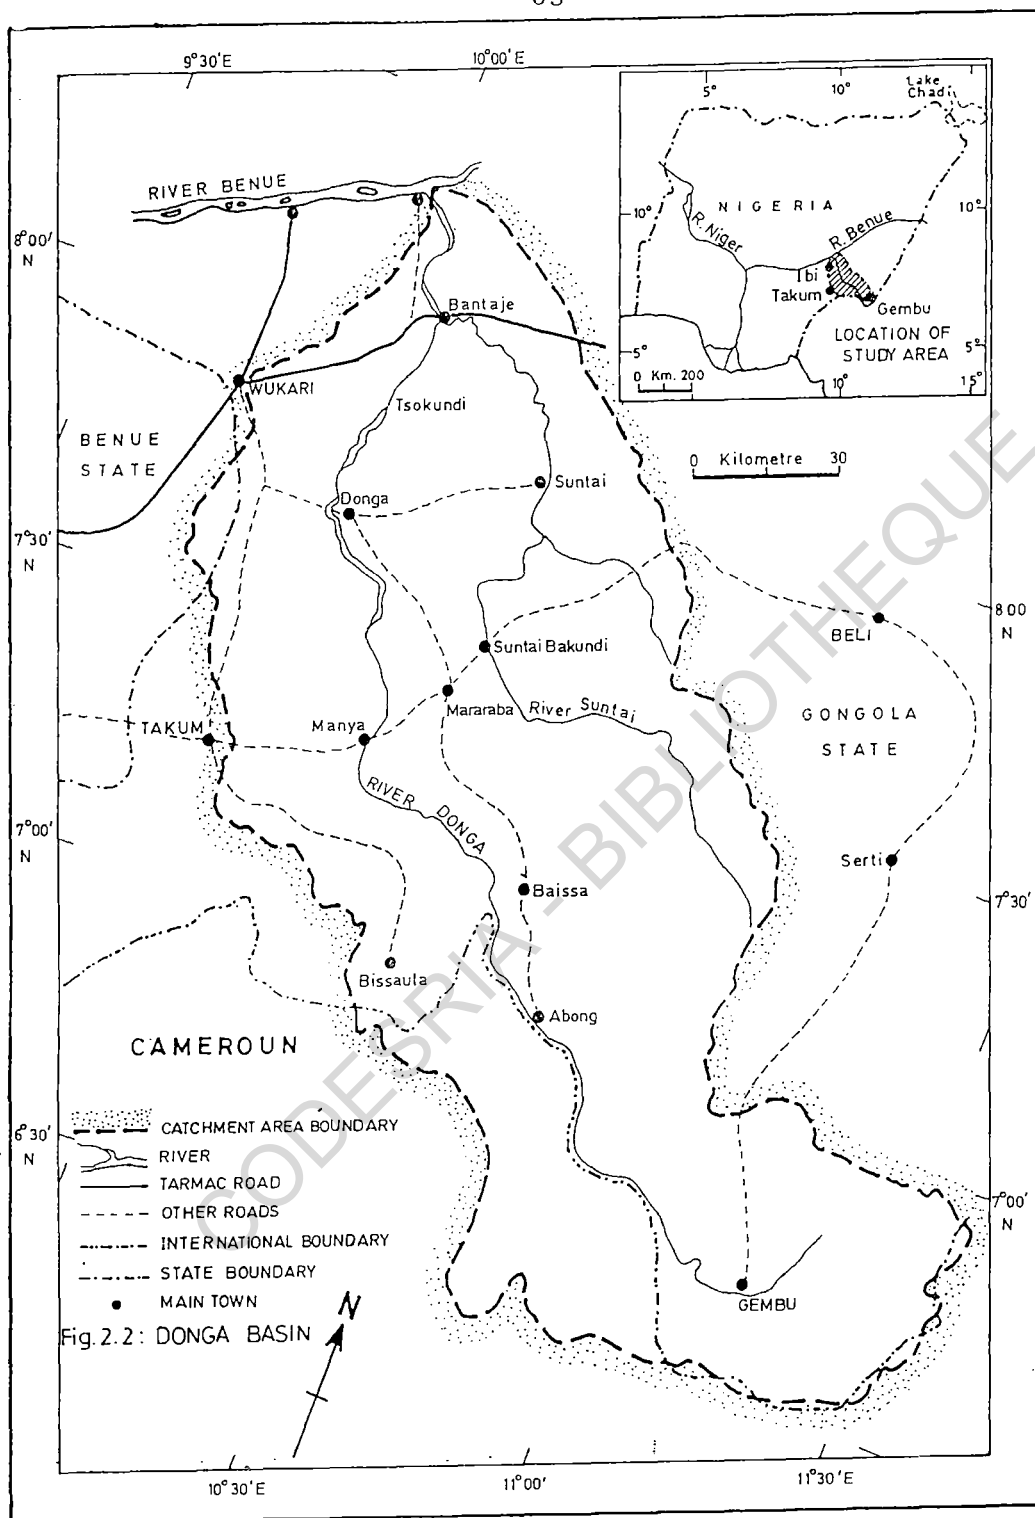 9°30'E
10°00'E
5°
10°
Lake
Chad
RIVER BENUE
10°
NIGERIA
10°
R. Niger
R. Benue
8°00'
N
Ibi
Takum
Gembu
Bantaje
LOCATION OF
STUDY AREA
5°
5°
0 Km. 200
10°
15°
WUKARI
Tsokundi
BENUE
STATE
0 Kilometre 30
Donga
Suntai
7°30'
N
800
N
BELI
Suntai Bakundi
Mararaba
River Suntai
GONGOLA
STATE
TAKUM
Manya
RIVER DONGA
7°00'
N
Serti
Baissa
7°30'
N
Bissaula
Abong
CAMEROUN
CATCHMENT AREA BOUNDARY
6°30'
N
RIVER
TARMAC ROAD
OTHER ROADS
7°00'
N
INTERNATIONAL BOUNDARY
STATE BOUNDARY
MAIN TOWN
GEMBU
Fig.2.2: DONGA BASIN
N
10°30'E
11°00'
11°30'E
CODESRIA - BIBLIOTHEQUE